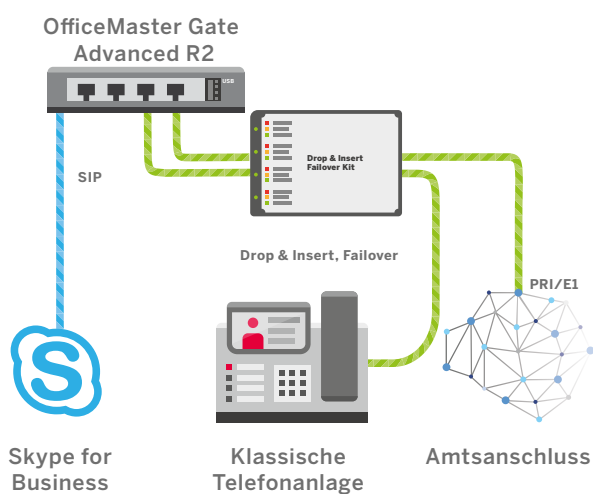 OfficeMaster Gate
Advanced R2
USB
Drop & Insert
Failover Kit
SIP
Drop & Insert, Failover
PRI/E1
S
Skype for
Business
Klassische
Telefonanlage
Amtsanschluss